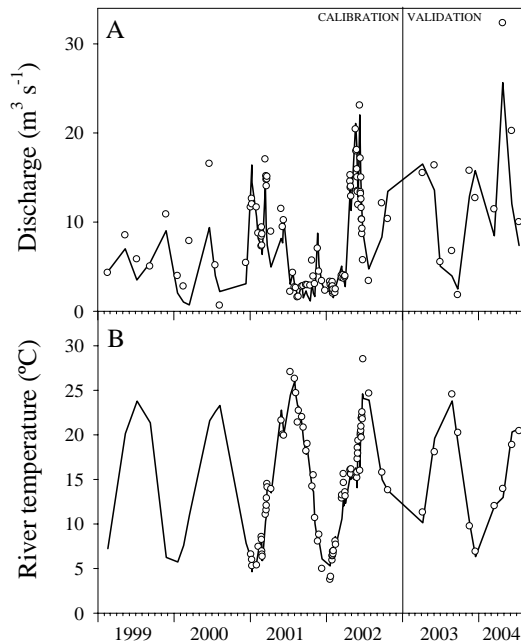 CALIBRATION VALIDATION
A
Discharge (m³ s⁻¹)
30
20
10
0
B
River temperature (ºC)
30
25
20
15
10
5
0
1999 2000 2001 2002 2003 2004